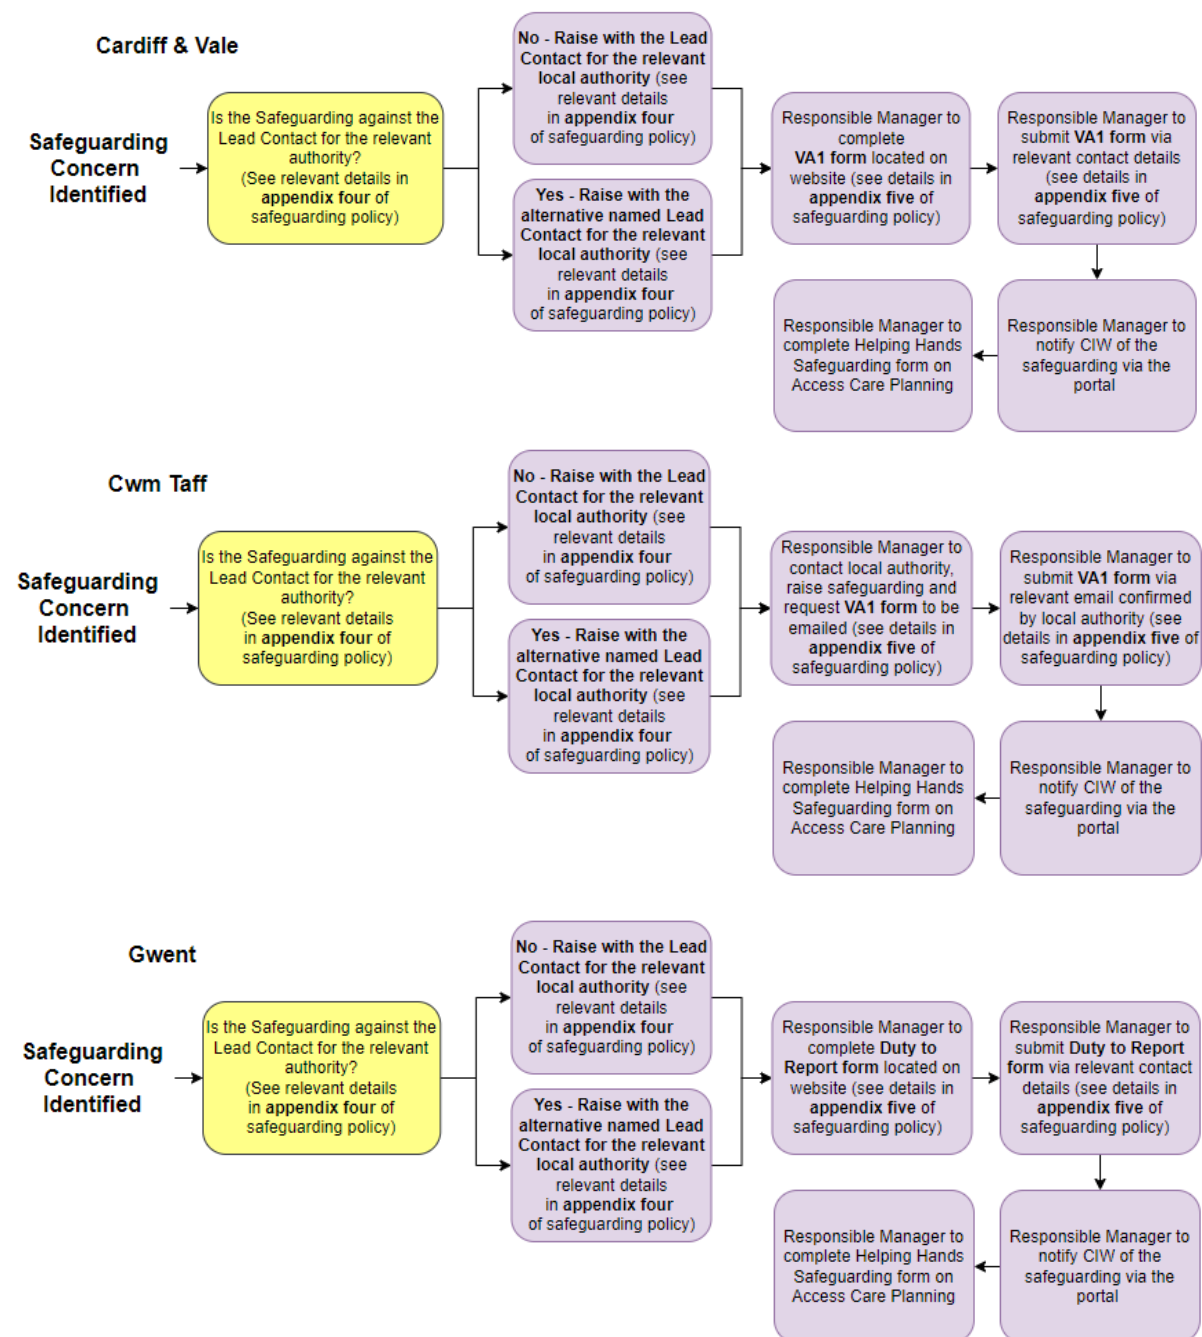 Cardiff & Vale
Safeguarding
Concern
Identified
Is the Safeguarding against the
Lead Contact for the relevant
authority?
(See relevant details in
appendix four of
safeguarding policy)
No - Raise with the Lead
Contact for the relevant
local authority (see
relevant details
in appendix four
of safeguarding policy)
Yes - Raise with the
alternative named Lead
Contact for the relevant
local authority (see
relevant details
in appendix four
of safeguarding policy)
Responsible Manager to
complete
VA1 form located on
website (see details in
appendix five of
safeguarding policy)
Responsible Manager to
submit VA1 form via
relevant contact details
(see details in
appendix five of
safeguarding policy)
Responsible Manager to
notify CIW of the
safeguarding via the
portal
Responsible Manager to
complete Helping Hands
Safeguarding form on
Access Care Planning
Cwm Taff
Safeguarding
Concern
Identified
Is the Safeguarding against the
Lead Contact for the relevant
authority?
(See relevant details
in appendix four of
safeguarding policy)
No - Raise with the Lead
Contact for the relevant
local authority (see
relevant details
in appendix four
of safeguarding policy)
Yes - Raise with the
alternative named Lead
Contact for the relevant
local authority (see
relevant details
in appendix four
of safeguarding policy)
Responsible Manager to
contact local authority,
raise safeguarding and
request VA1 form to be
emailed (see details in
appendix five of
safeguarding policy)
Responsible Manager to
submit VA1 form via
relevant email confirmed
by local authority (see
details in appendix five of
safeguarding policy)
Responsible Manager to
notify CIW of the
safeguarding via the
portal
Responsible Manager to
complete Helping Hands
Safeguarding form on
Access Care Planning
Gwent
Safeguarding
Concern
Identified
Is the Safeguarding against the
Lead Contact for the relevant
authority?
(See relevant details
in appendix four of
safeguarding policy)
No - Raise with the Lead
Contact for the relevant
local authority (see
relevant details
in appendix four
of safeguarding policy)
Yes - Raise with the
alternative named Lead
Contact for the relevant
local authority (see
relevant details
in appendix four
of safeguarding policy)
Responsible Manager to
complete Duty to
Report form located on
website (see details in
appendix five of
safeguarding policy)
Responsible Manager to
submit Duty to Report
form via relevant contact
details (see details in
appendix five of
safeguarding policy)
Responsible Manager to
notify CIW of the
safeguarding via the
portal
Responsible Manager to
complete Helping Hands
Safeguarding form on
Access Care Planning